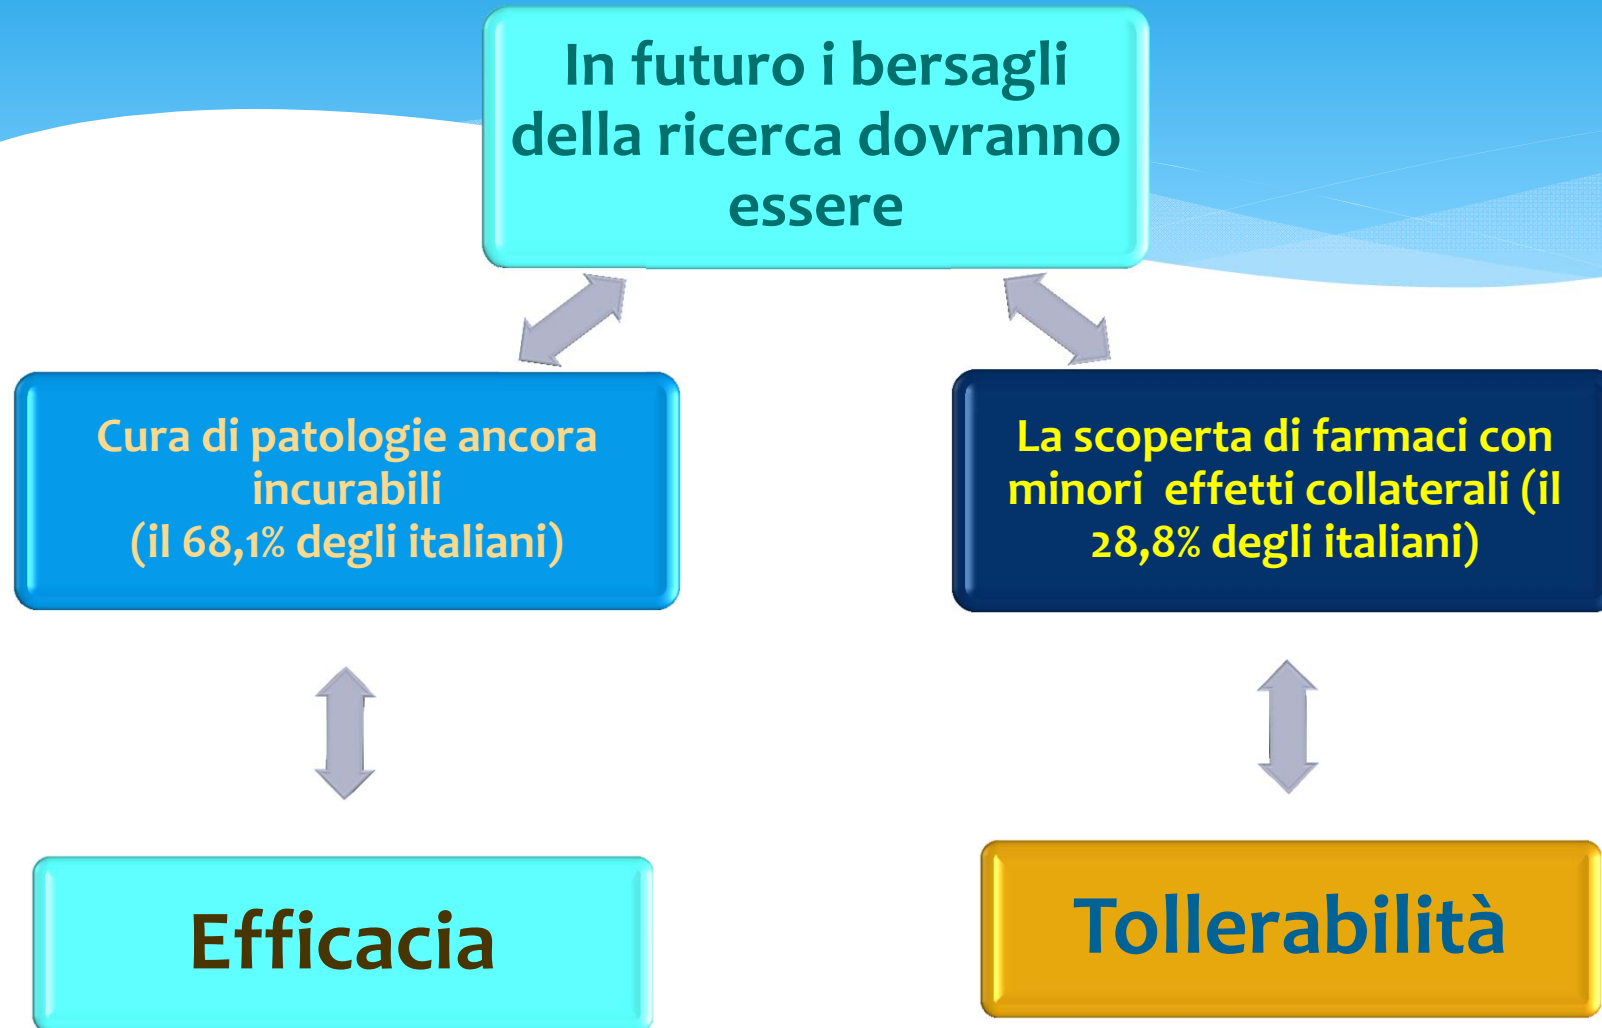 In futuro i bersagli
della ricerca dovranno
essere
Cura di patologie ancora
incurabili
(il 68,1% degli italiani)
La scoperta di farmaci con
minori effetti collaterali (il
28,8% degli italiani)
Efficacia
Tollerabilità